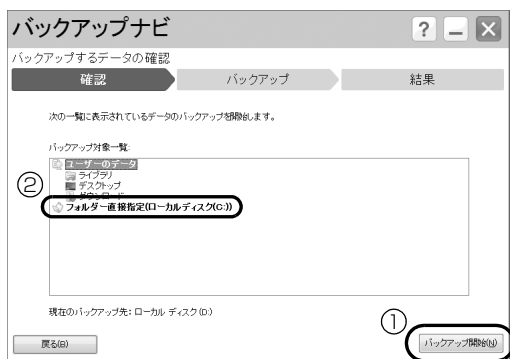 バックアップナビ
? － ×
バックアップするデータの確認
確認 バックアップ 結果
次の一覧に表示されているデータのバックアップを開始します。
バックアップ対象一覧:
ユーザーのデータ
ライブラリ
デスクトップ
ダウンロード
② フォルダー直接指定(ローカルディスク(C:))
現在のバックアップ先: ローカル ディスク (D:)
①
戻る(B) バックアップ開始(N)